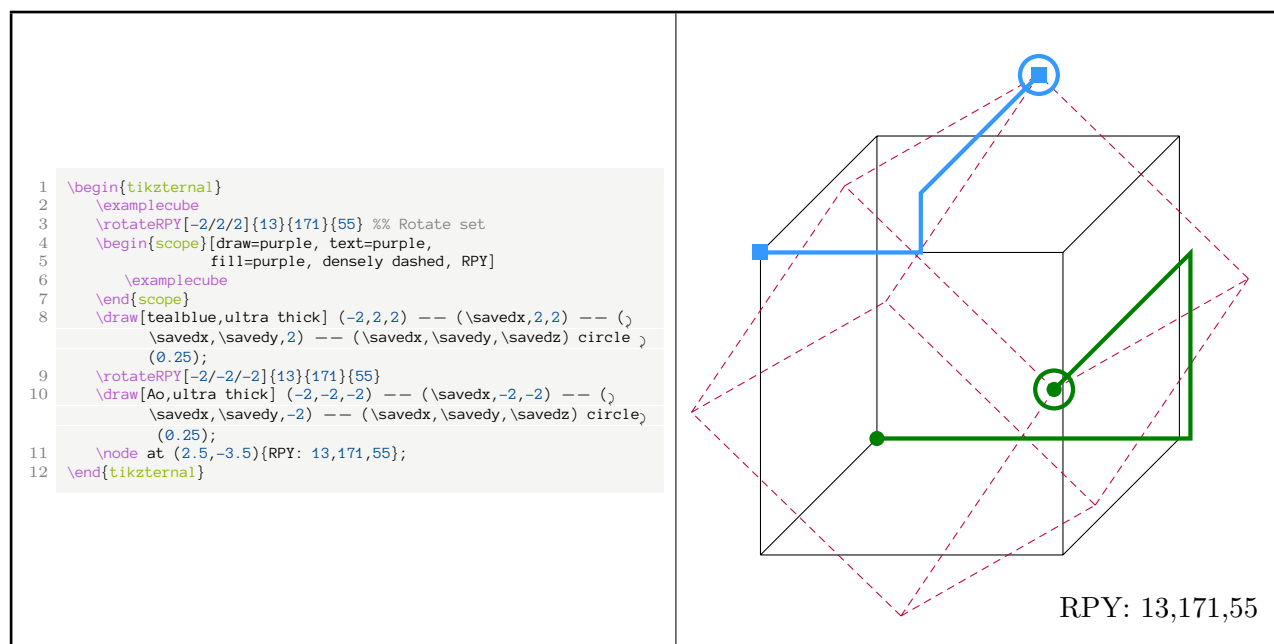 1 \begin{tikzternal}
2 \examplecube
3 \rotateRPY[-2/2/2]{13}{171}{55} %% Rotate set
4 \begin{scope}[draw=purple, text=purple,
5 fill=purple, densely dashed, RPY]
6 \examplecube
7 \end{scope}
8 \draw[tealblue,ultra thick] (-2,2,2) -- (\savedx,2,2) -- (
\savedx,\savedy,2) -- (\savedx,\savedy,\savedz) circle
(0.25);
9 \rotateRPY[-2/-2/-2]{13}{171}{55}
10 \draw[Ao,ultra thick] (-2,-2,-2) -- (\savedx,-2,-2) -- (
\savedx,\savedy,-2) -- (\savedx,\savedy,\savedz) circle
(0.25);
11 \node at (2.5,-3.5){RPY: 13,171,55};
12 \end{tikzternal}
RPY: 13,171,55